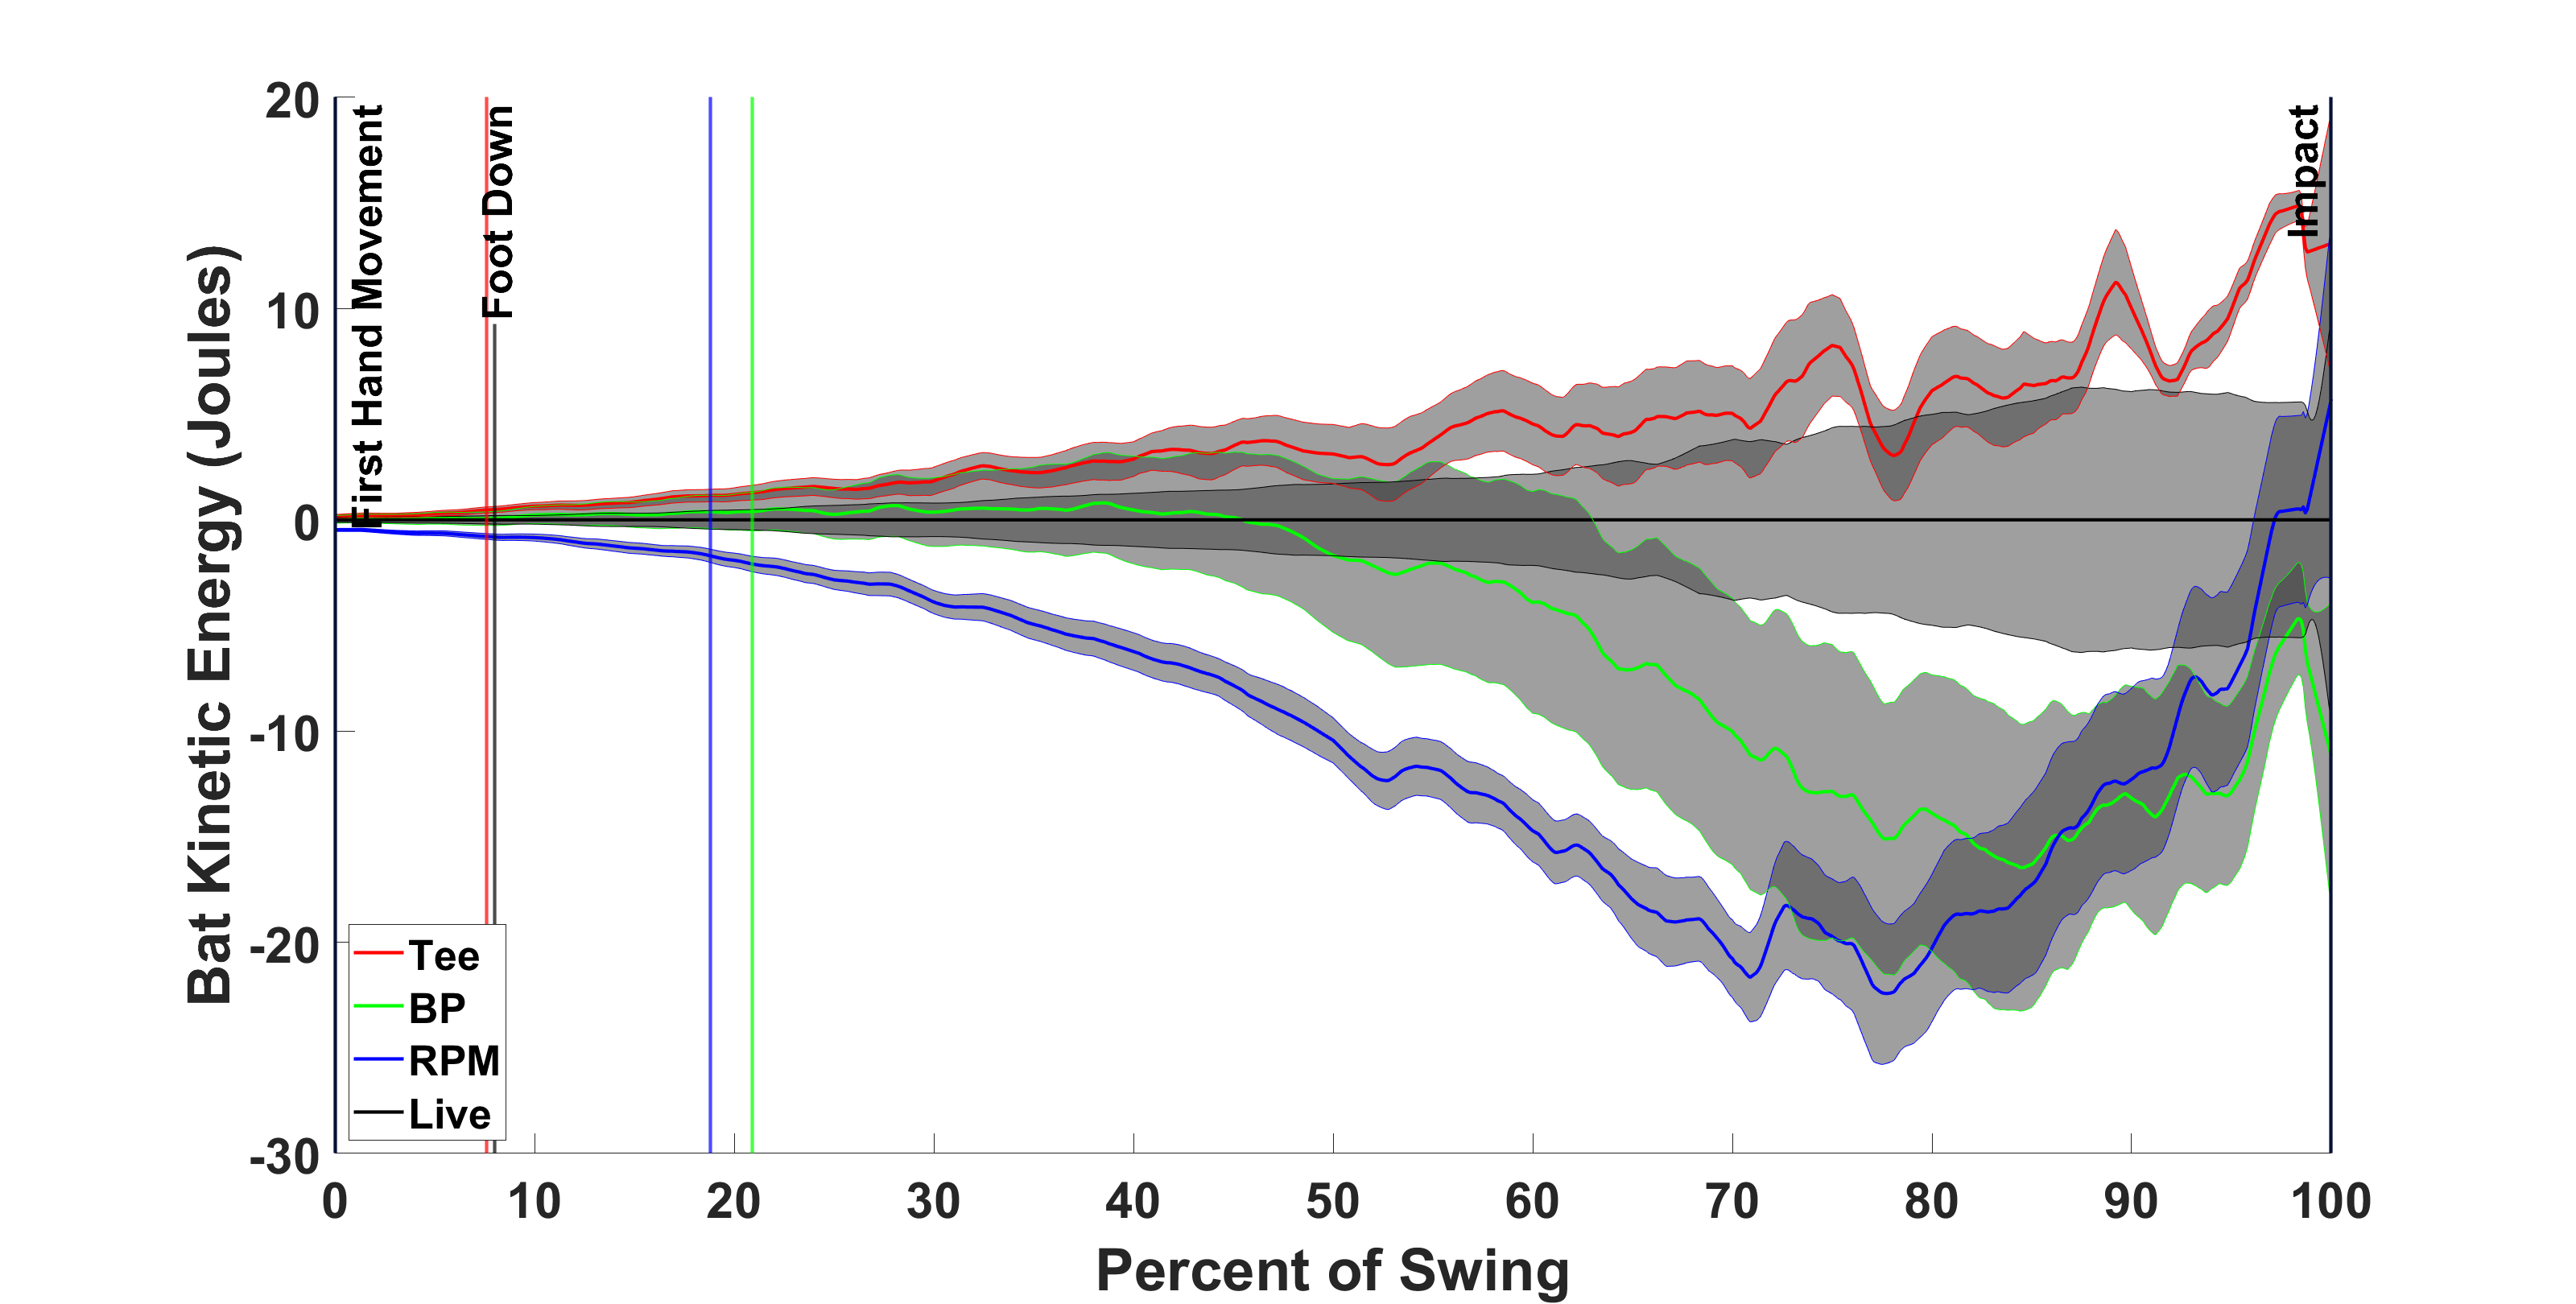 Bat Kinetic Energy (Joules)
20
10
0
-10
-20
-30
First Hand Movement
Foot Down
Impact
Tee
BP
RPM
Live
0 10 20 30 40 50 60 70 80 90 100
Percent of Swing